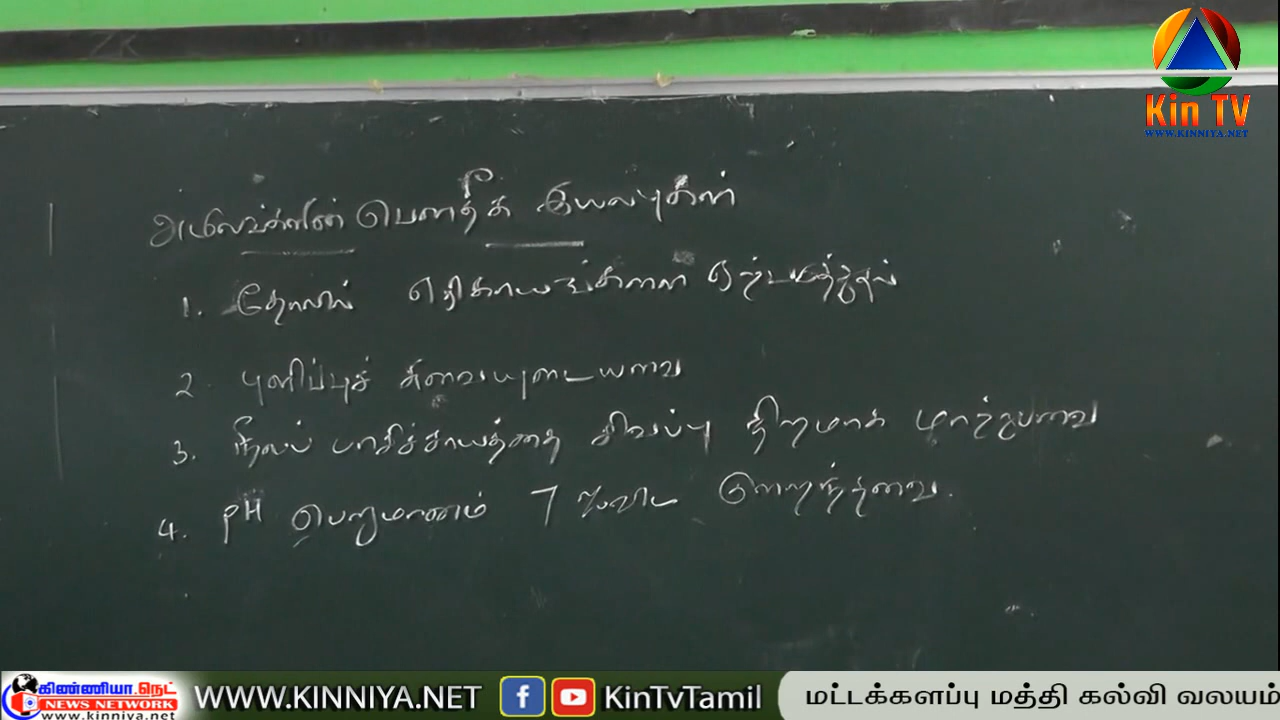 Kin TV
WWW.KINNIYA.NET
அமிலங்களின் பௌதீக இயல்புகள்
1. தோலில் எரிகாயங்களை ஏற்படுத்துதல்
2. புளிப்புச் சுவையுடையவை
3. நீலப் பாசிச்சாயத்தை சிவப்பு நிறமாக மாற்றுபவை
4. pH பெறுமானம் 7 ஐவிட குறைந்தவை.
கிண்ணியா.நெட்
NEWS NETWORK
www.kinniya.net
WWW.KINNIYA.NET
KinTvTamil
மட்டக்களப்பு மத்தி கல்வி வலயம்